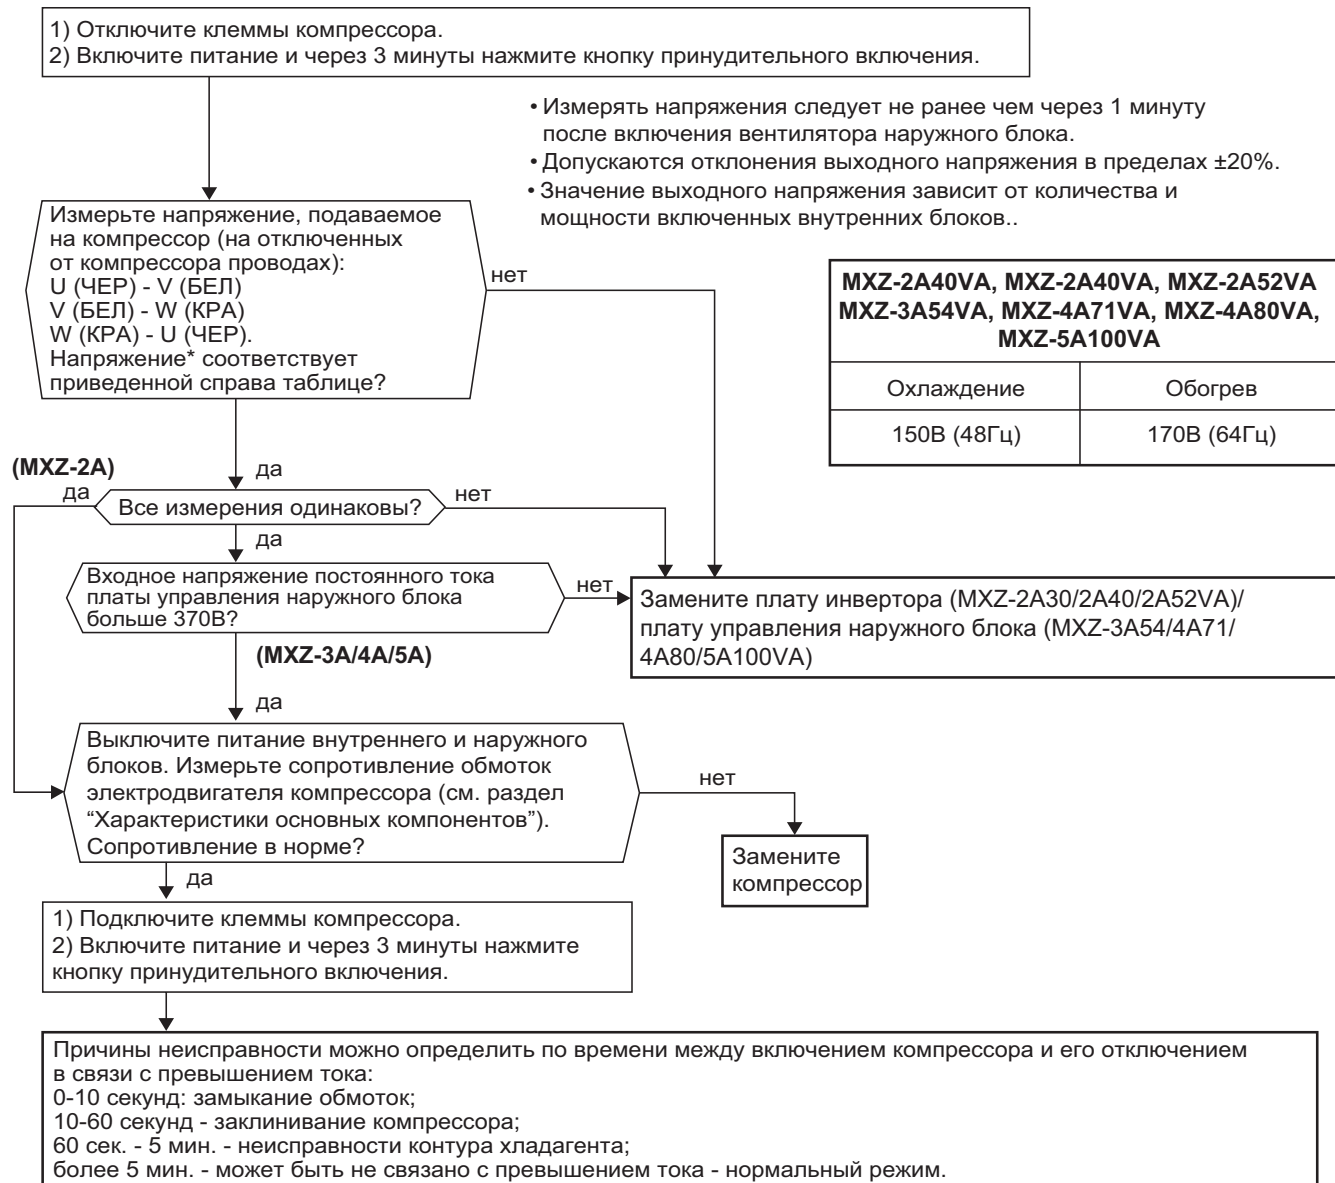 1) Отключите клеммы компрессора.
2) Включите питание и через 3 минуты нажмите кнопку принудительного включения.
• Измерять напряжения следует не ранее чем через 1 минуту
после включения вентилятора наружного блока.
• Допускаются отклонения выходного напряжения в пределах ±20%.
• Значение выходного напряжения зависит от количества и
мощности включенных внутренних блоков..
Измерьте напряжение, подаваемое
на компрессор (на отключенных
от компрессора проводах):
U (ЧЕР) - V (БЕЛ)
V (БЕЛ) - W (КРА)
W (КРА) - U (ЧЕР).
Напряжение* соответствует
приведенной справа таблице?
нет
MXZ-2A40VA, MXZ-2A40VA, MXZ-2A52VA
MXZ-3A54VA, MXZ-4A71VA, MXZ-4A80VA,
MXZ-5A100VA
Охлаждение Обогрев
150В (48Гц) 170В (64Гц)
(MXZ-2A)
да
да
Все измерения одинаковы?
нет
да
Входное напряжение постоянного тока
платы управления наружного блока
больше 370В?
нет
Замените плату инвертора (MXZ-2A30/2A40/2A52VA)/
плату управления наружного блока (MXZ-3A54/4A71/
4A80/5A100VA)
(MXZ-3A/4A/5A)
да
Выключите питание внутреннего и наружного
блоков. Измерьте сопротивление обмоток
электродвигателя компрессора (см. раздел
“Характеристики основных компонентов”).
Сопротивление в норме?
нет
Замените
компрессор
да
1) Подключите клеммы компрессора.
2) Включите питание и через 3 минуты нажмите
кнопку принудительного включения.
Причины неисправности можно определить по времени между включением компрессора и его отключением
в связи с превышением тока:
0-10 секунд: замыкание обмоток;
10-60 секунд - заклинивание компрессора;
60 сек. - 5 мин. - неисправности контура хладагента;
более 5 мин. - может быть не связано с превышением тока - нормальный режим.